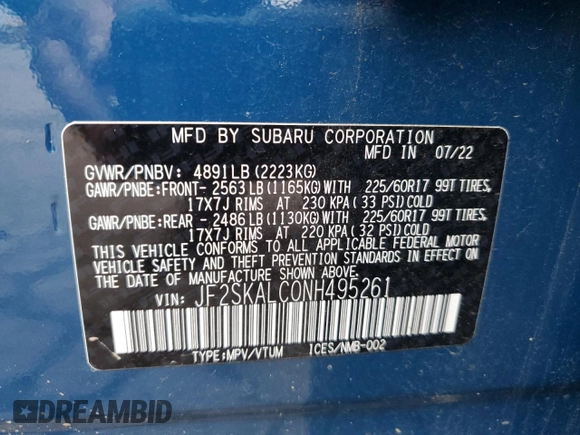 MFD BY SUBARU CORPORATION
MFD IN 07/22
GVWR/PNBV: 4891LB (2223KG)
GAWR/PNBE:FRONT- 2563LB (1165KG)WITH 225/60R17 99T TIRES,
17X7J RIMS AT 230 KPA (33 PSI)COLD
GAWR/PNBE:REAR - 2486LB (1130KG)WITH 225/60R17 99T TIRES,
17X7J RIMS AT 220 KPA (32 PSI)COLD
THIS VEHICLE CONFORMS TO ALL APPLICABLE FEDERAL MOTOR
VEHICLE SAFETY AND THEFT PREVENTION STANDARDS IN EFFECT ON
THE DATE OF MANUFACTURE SHOWN ABOVE.
VIN: JF2SKALC0NH495261
TYPE:MPV/VTUM ICES/NMB-002
DREAMBID